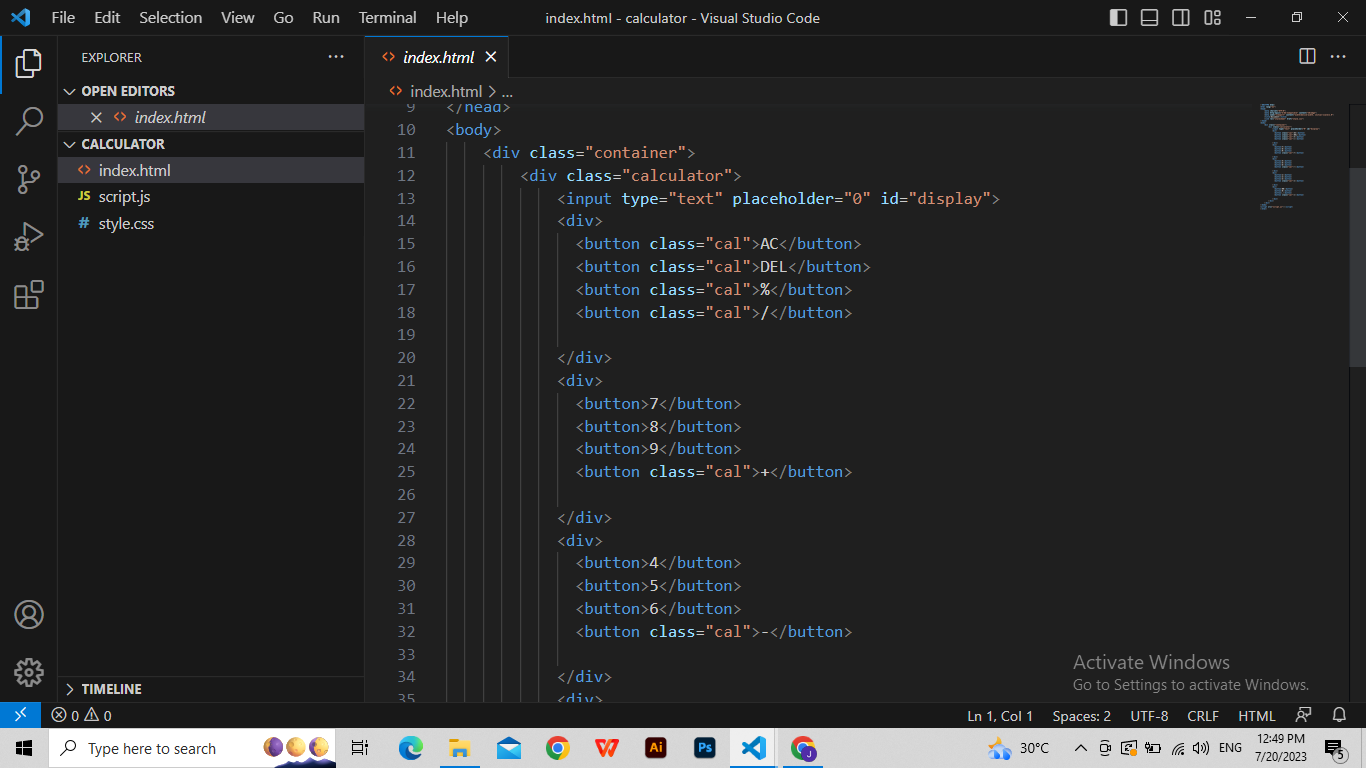 File Edit Selection View Go Run Terminal Help index.html - calculator - Visual Studio Code
EXPLORER
OPEN EDITORS
index.html
CALCULATOR
index.html
JS script.js
# style.css
TIMELINE
index.html
index.html > ...
9 </head>
10 <body>
11 <div class="container">
12 <div class="calculator">
13 <input type="text" placeholder="0" id="display">
14 <div>
15 <button class="cal">AC</button>
16 <button class="cal">DEL</button>
17 <button class="cal">%</button>
18 <button class="cal">/</button>
19
20 </div>
21 <div>
22 <button>7</button>
23 <button>8</button>
24 <button>9</button>
25 <button class="cal">+</button>
26
27 </div>
28 <div>
29 <button>4</button>
30 <button>5</button>
31 <button>6</button>
32 <button class="cal">-</button>
33
34 </div>
35 <div>
Activate Windows
Go to Settings to activate Windows.
0 0 Ln 1, Col 1 Spaces: 2 UTF-8 CRLF HTML
Type here to search
W Ai Ps J
30°C ENG
12:49 PM
7/20/2023
5